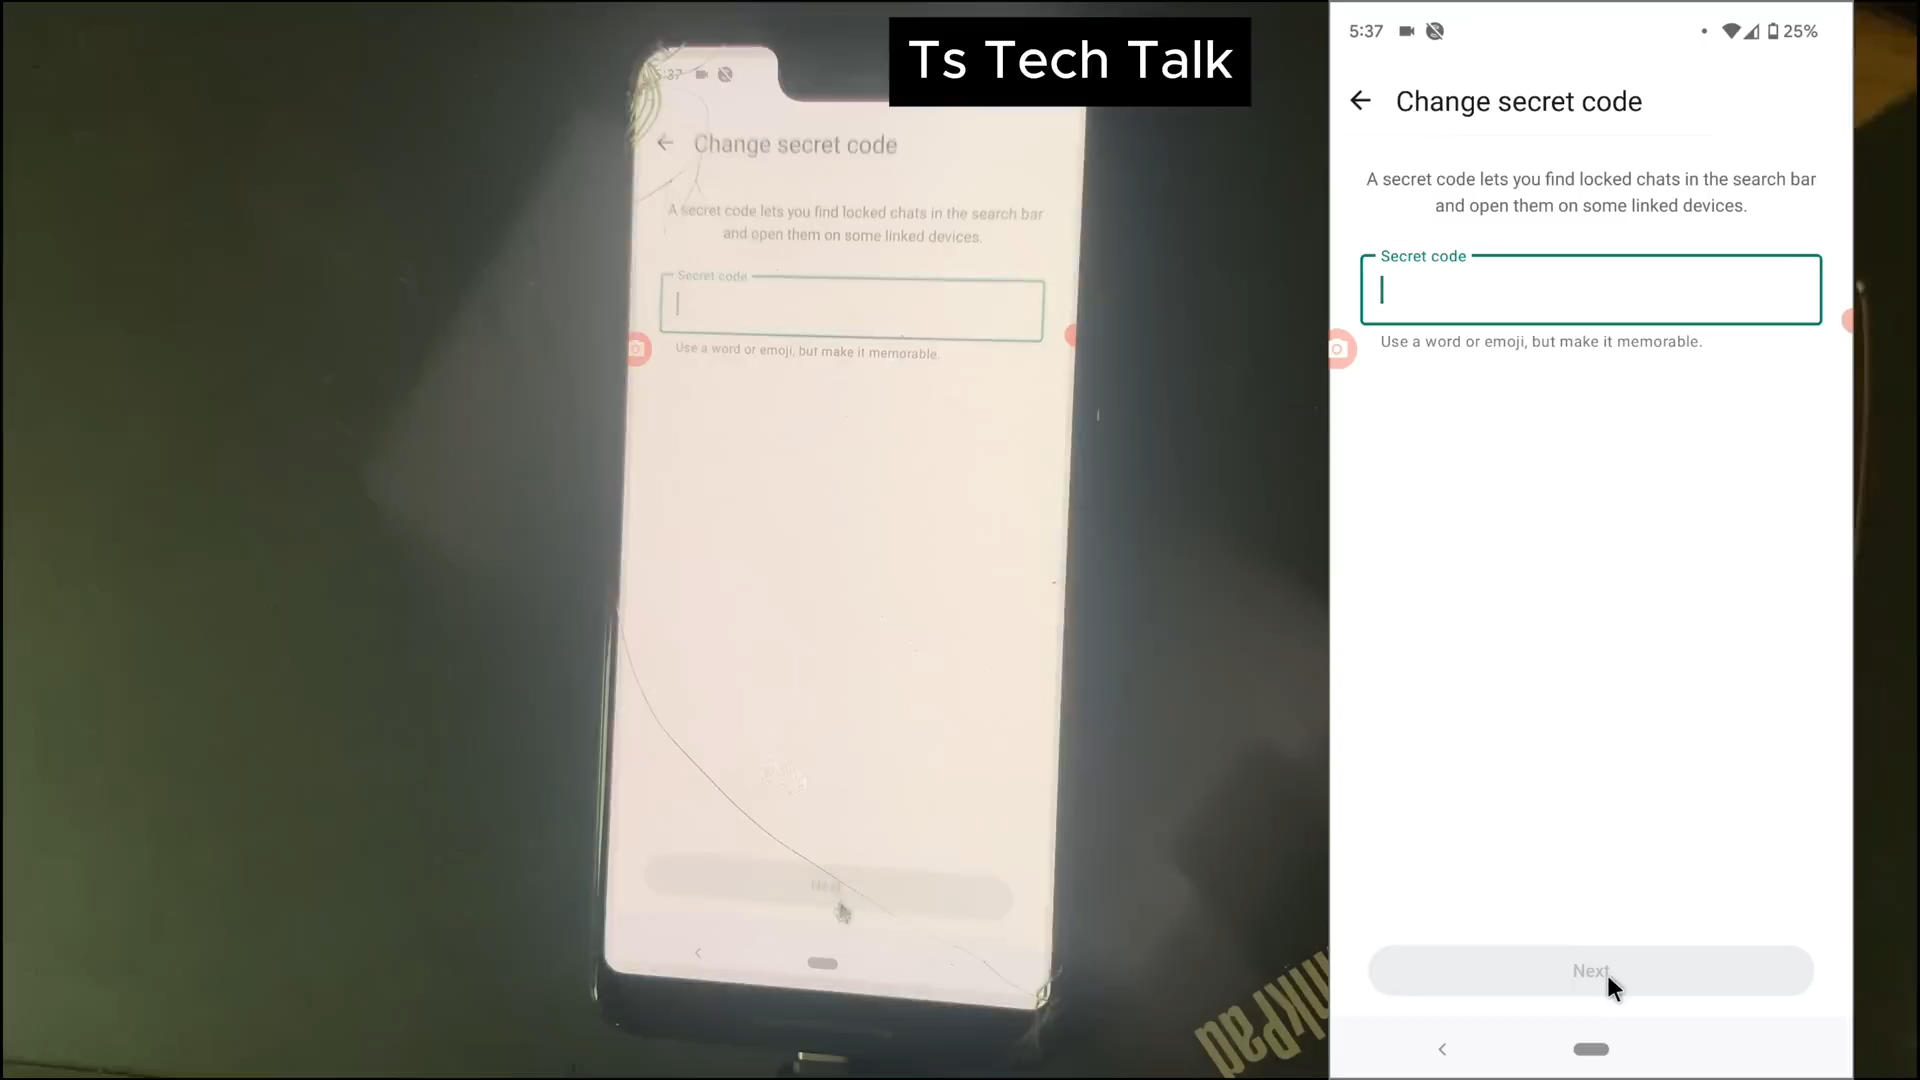 Ts Tech Talk
5:37
Change secret code
A secret code lets you find locked chats in the search bar
and open them on some linked devices.
Secret code
Use a word or emoji, but make it memorable.
Next
5:37
25%
Change secret code
A secret code lets you find locked chats in the search bar
and open them on some linked devices.
Secret code
Use a word or emoji, but make it memorable.
Next